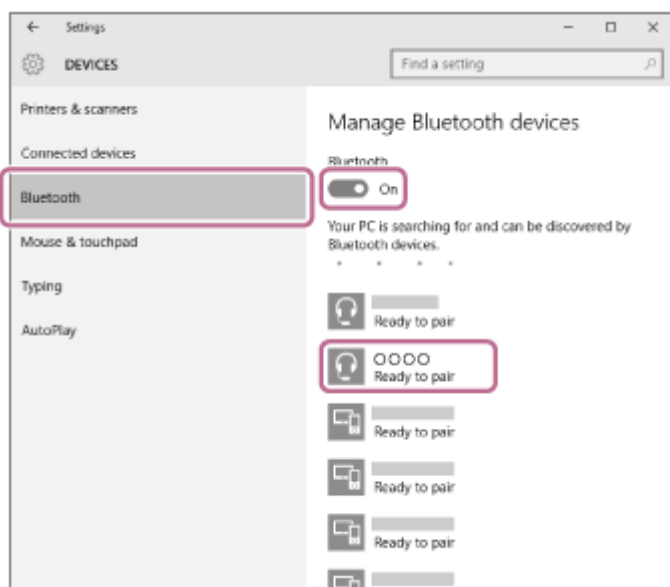 Settings
DEVICES
Find a setting
Printers & scanners
Connected devices
Bluetooth
Mouse & touchpad
Typing
AutoPlay
Manage Bluetooth devices
Bluetooth
On
Your PC is searching for and can be discovered by
Bluetooth devices.
Ready to pair
OOOO
Ready to pair
Ready to pair
Ready to pair
Ready to pair